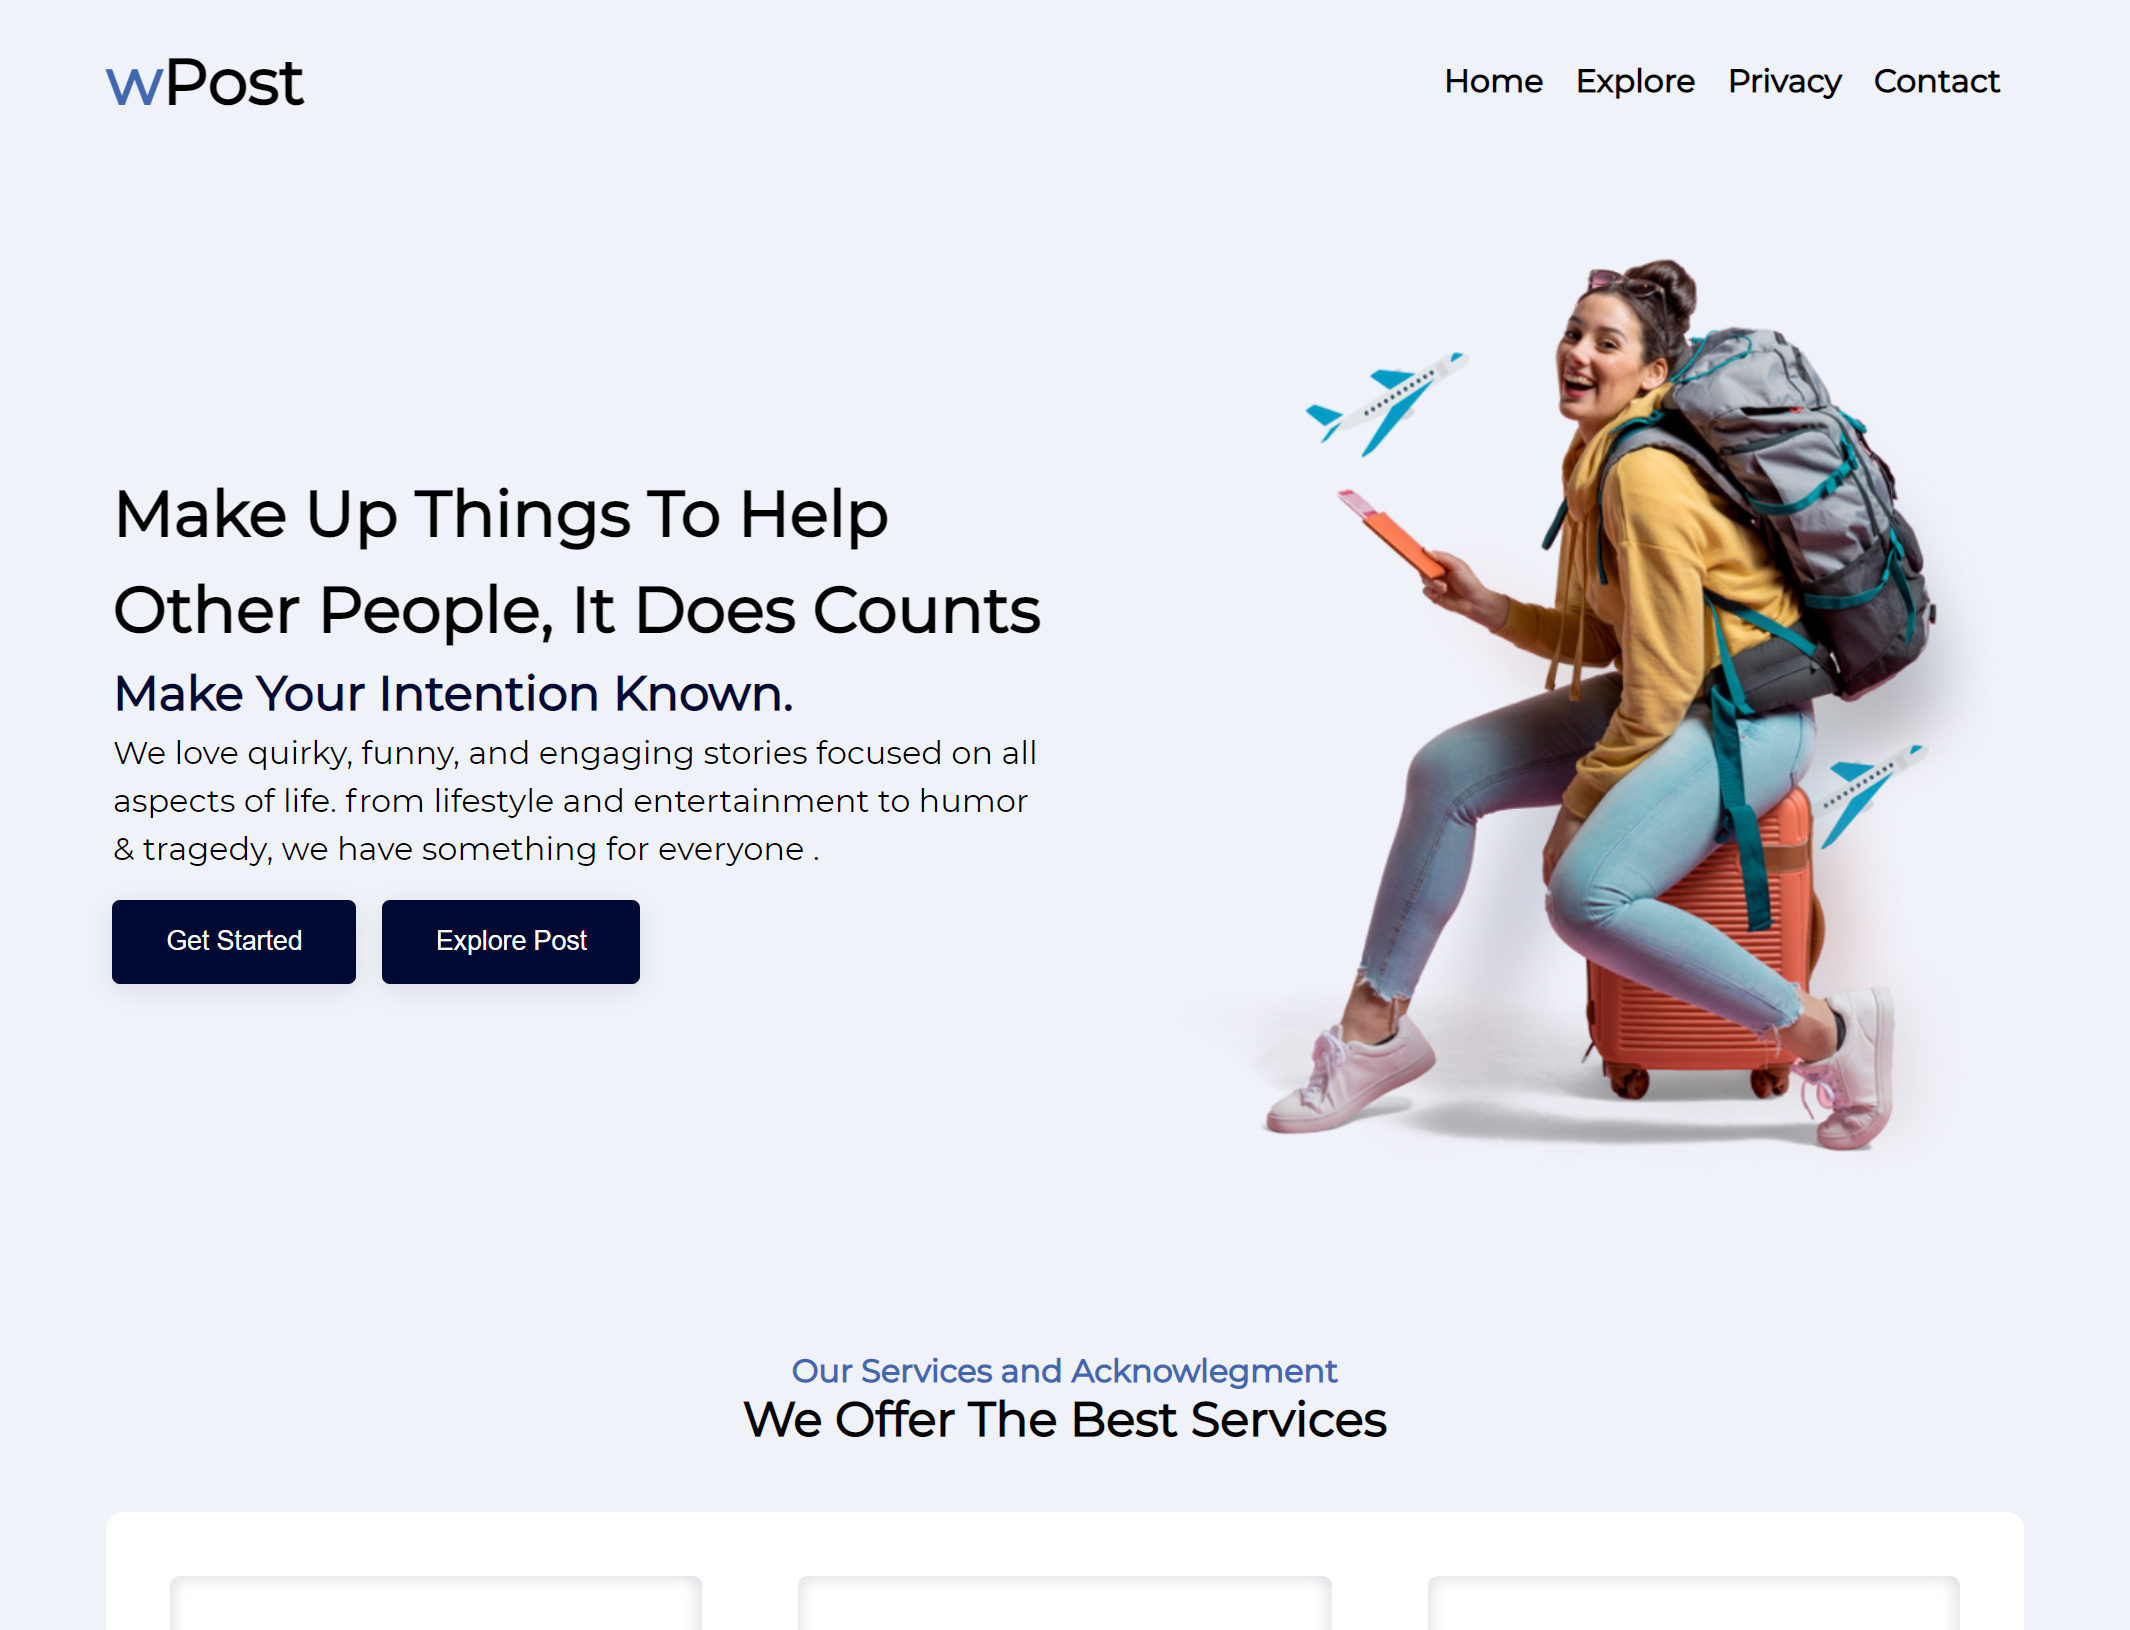 wPost
Home Explore Privacy Contact
Make Up Things To Help
Other People, It Does Counts
Make Your Intention Known.
We love quirky, funny, and engaging stories focused on all
aspects of life. from lifestyle and entertainment to humor
& tragedy, we have something for everyone .
Get Started Explore Post
Our Services and Acknowlegment
We Offer The Best Services